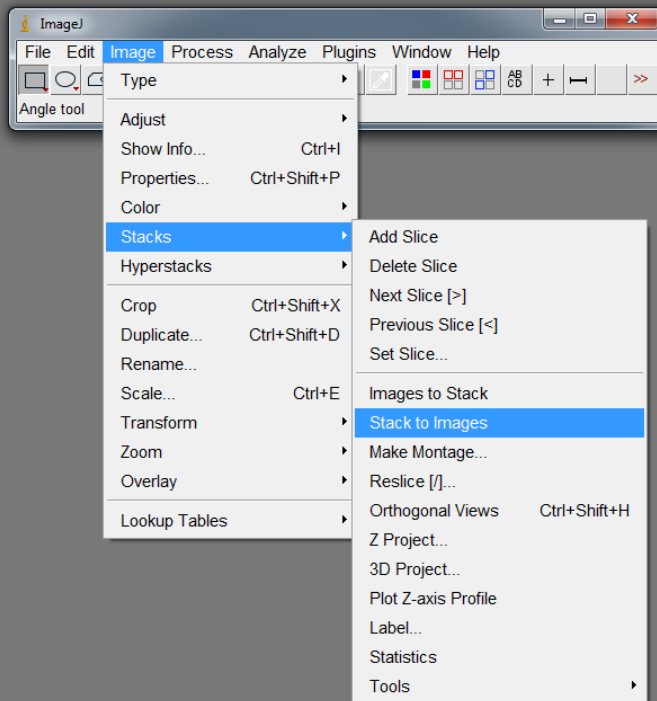 ImageJ
File Edit Image Process Analyze Plugins Window Help
AB
CD
>>
Angle tool
Type
Adjust
Show Info... Ctrl+I
Properties... Ctrl+Shift+P
Color
Stacks
Hyperstacks
Crop Ctrl+Shift+X
Duplicate... Ctrl+Shift+D
Rename...
Scale... Ctrl+E
Transform
Zoom
Overlay
Lookup Tables
Add Slice
Delete Slice
Next Slice [>]
Previous Slice [<]
Set Slice...
Images to Stack
Stack to Images
Make Montage...
Reslice [/]...
Orthogonal Views Ctrl+Shift+H
Z Project...
3D Project...
Plot Z-axis Profile
Label...
Statistics
Tools